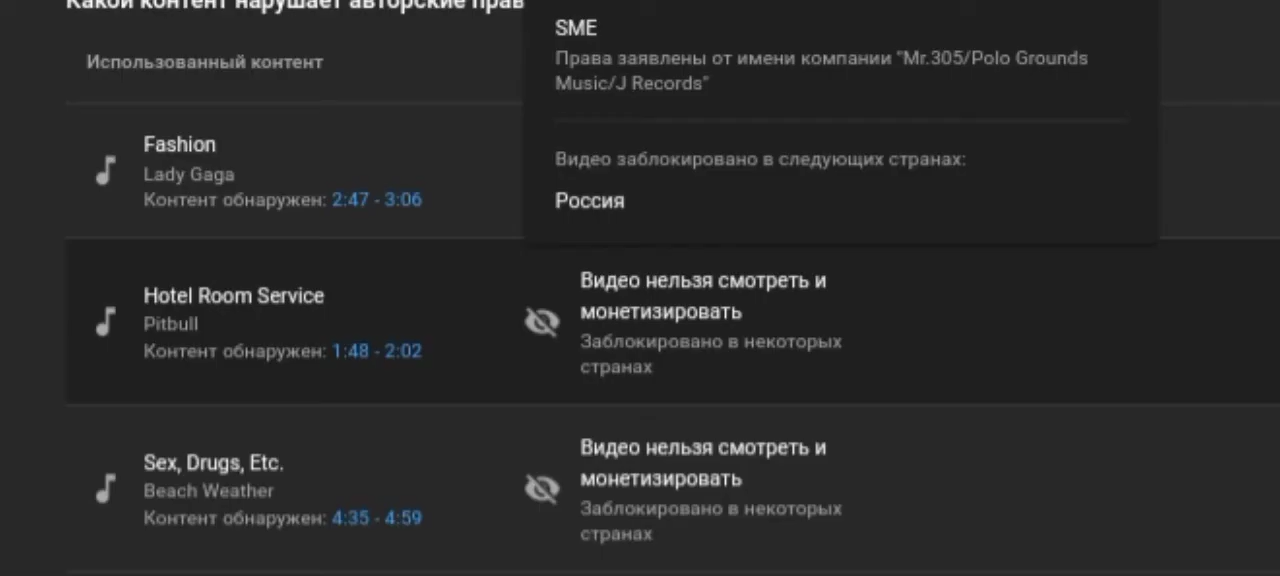 Какой контент нарушает авторские прав
Использованный контент
SME
Права заявлены от имени компании "Mr.305/Polo Grounds
Music/J Records"
Видео заблокировано в следующих странах:
Россия
Fashion
Lady Gaga
Контент обнаружен: 2:47 - 3:06
Hotel Room Service
Pitbull
Контент обнаружен: 1:48 - 2:02
Видео нельзя смотреть и
монетизировать
Заблокировано в некоторых
странах
Sex, Drugs, Etc.
Beach Weather
Контент обнаружен: 4:35 - 4:59
Видео нельзя смотреть и
монетизировать
Заблокировано в некоторых
странах